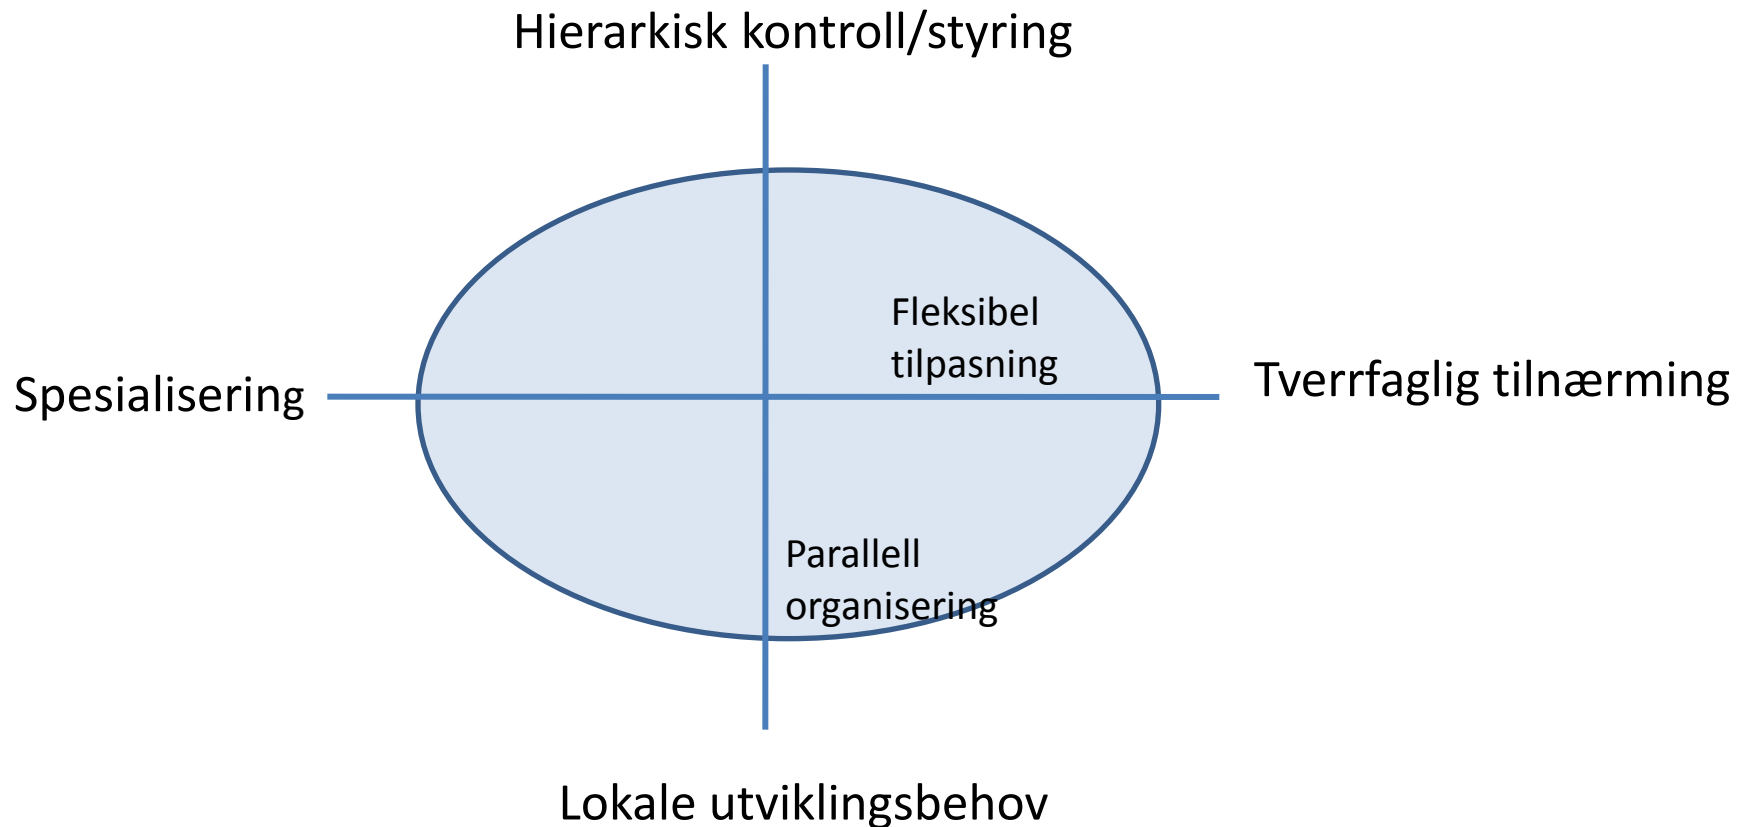 Hierarkisk kontroll/styring
Fleksibel
tilpasning
Spesialisering
Tverrfaglig tilnærming
Parallell
organisering
Lokale utviklingsbehov